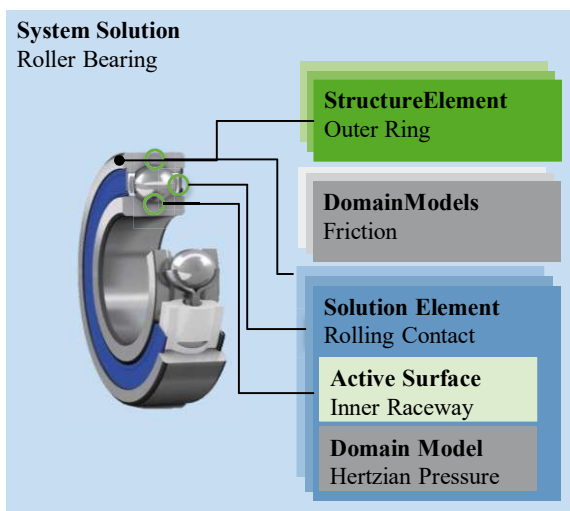 System Solution
Roller Bearing
StructureElement
Outer Ring
DomainModels
Friction
Solution Element
Rolling Contact
Active Surface
Inner Raceway
Domain Model
Hertzian Pressure